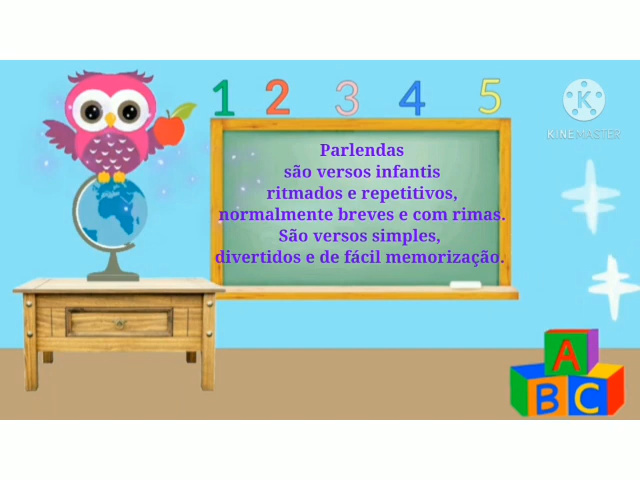 1 2 3 4 5
K
KINEMASTER
Parlendas
são versos infantis
ritmados e repetitivos,
normalmente breves e com rimas.
São versos simples,
divertidos e de fácil memorização.
A
B C